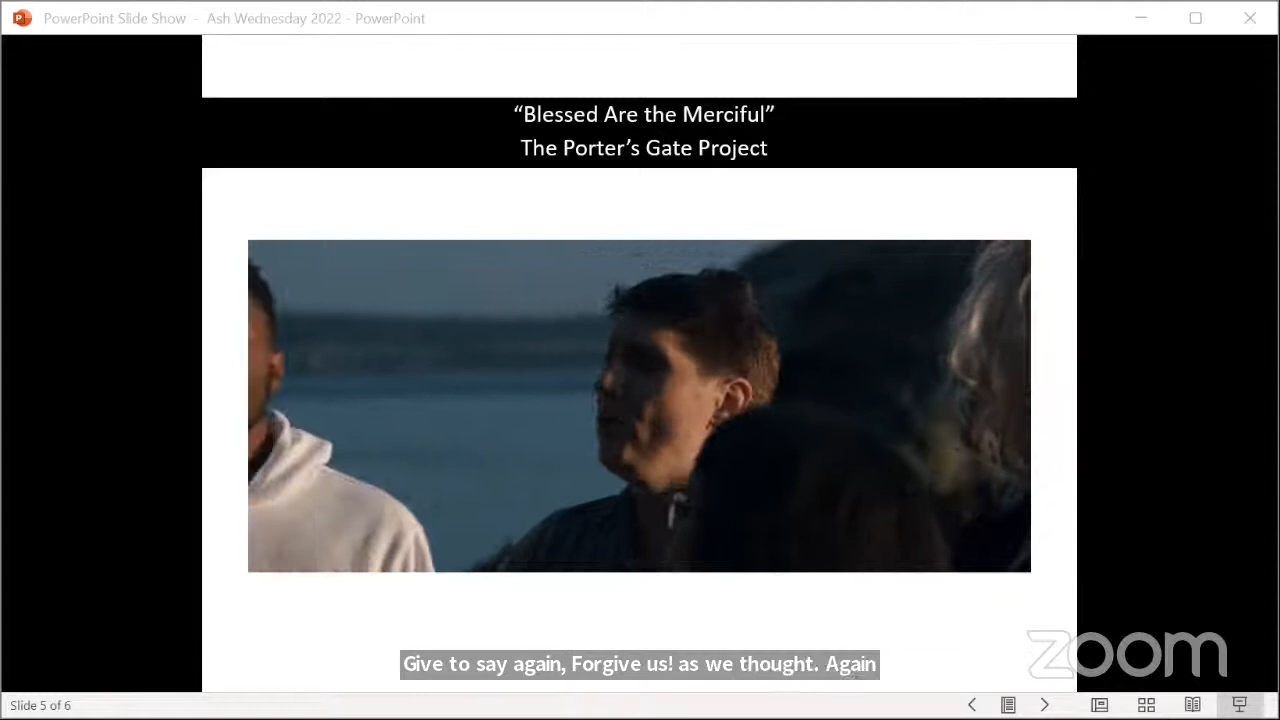 PowerPoint Slide Show - Ash Wednesday 2022 - PowerPoint
“Blessed Are the Merciful”
The Porter’s Gate Project
Give to say again, Forgive us! as we thought. Again
zoom
Slide 5 of 6